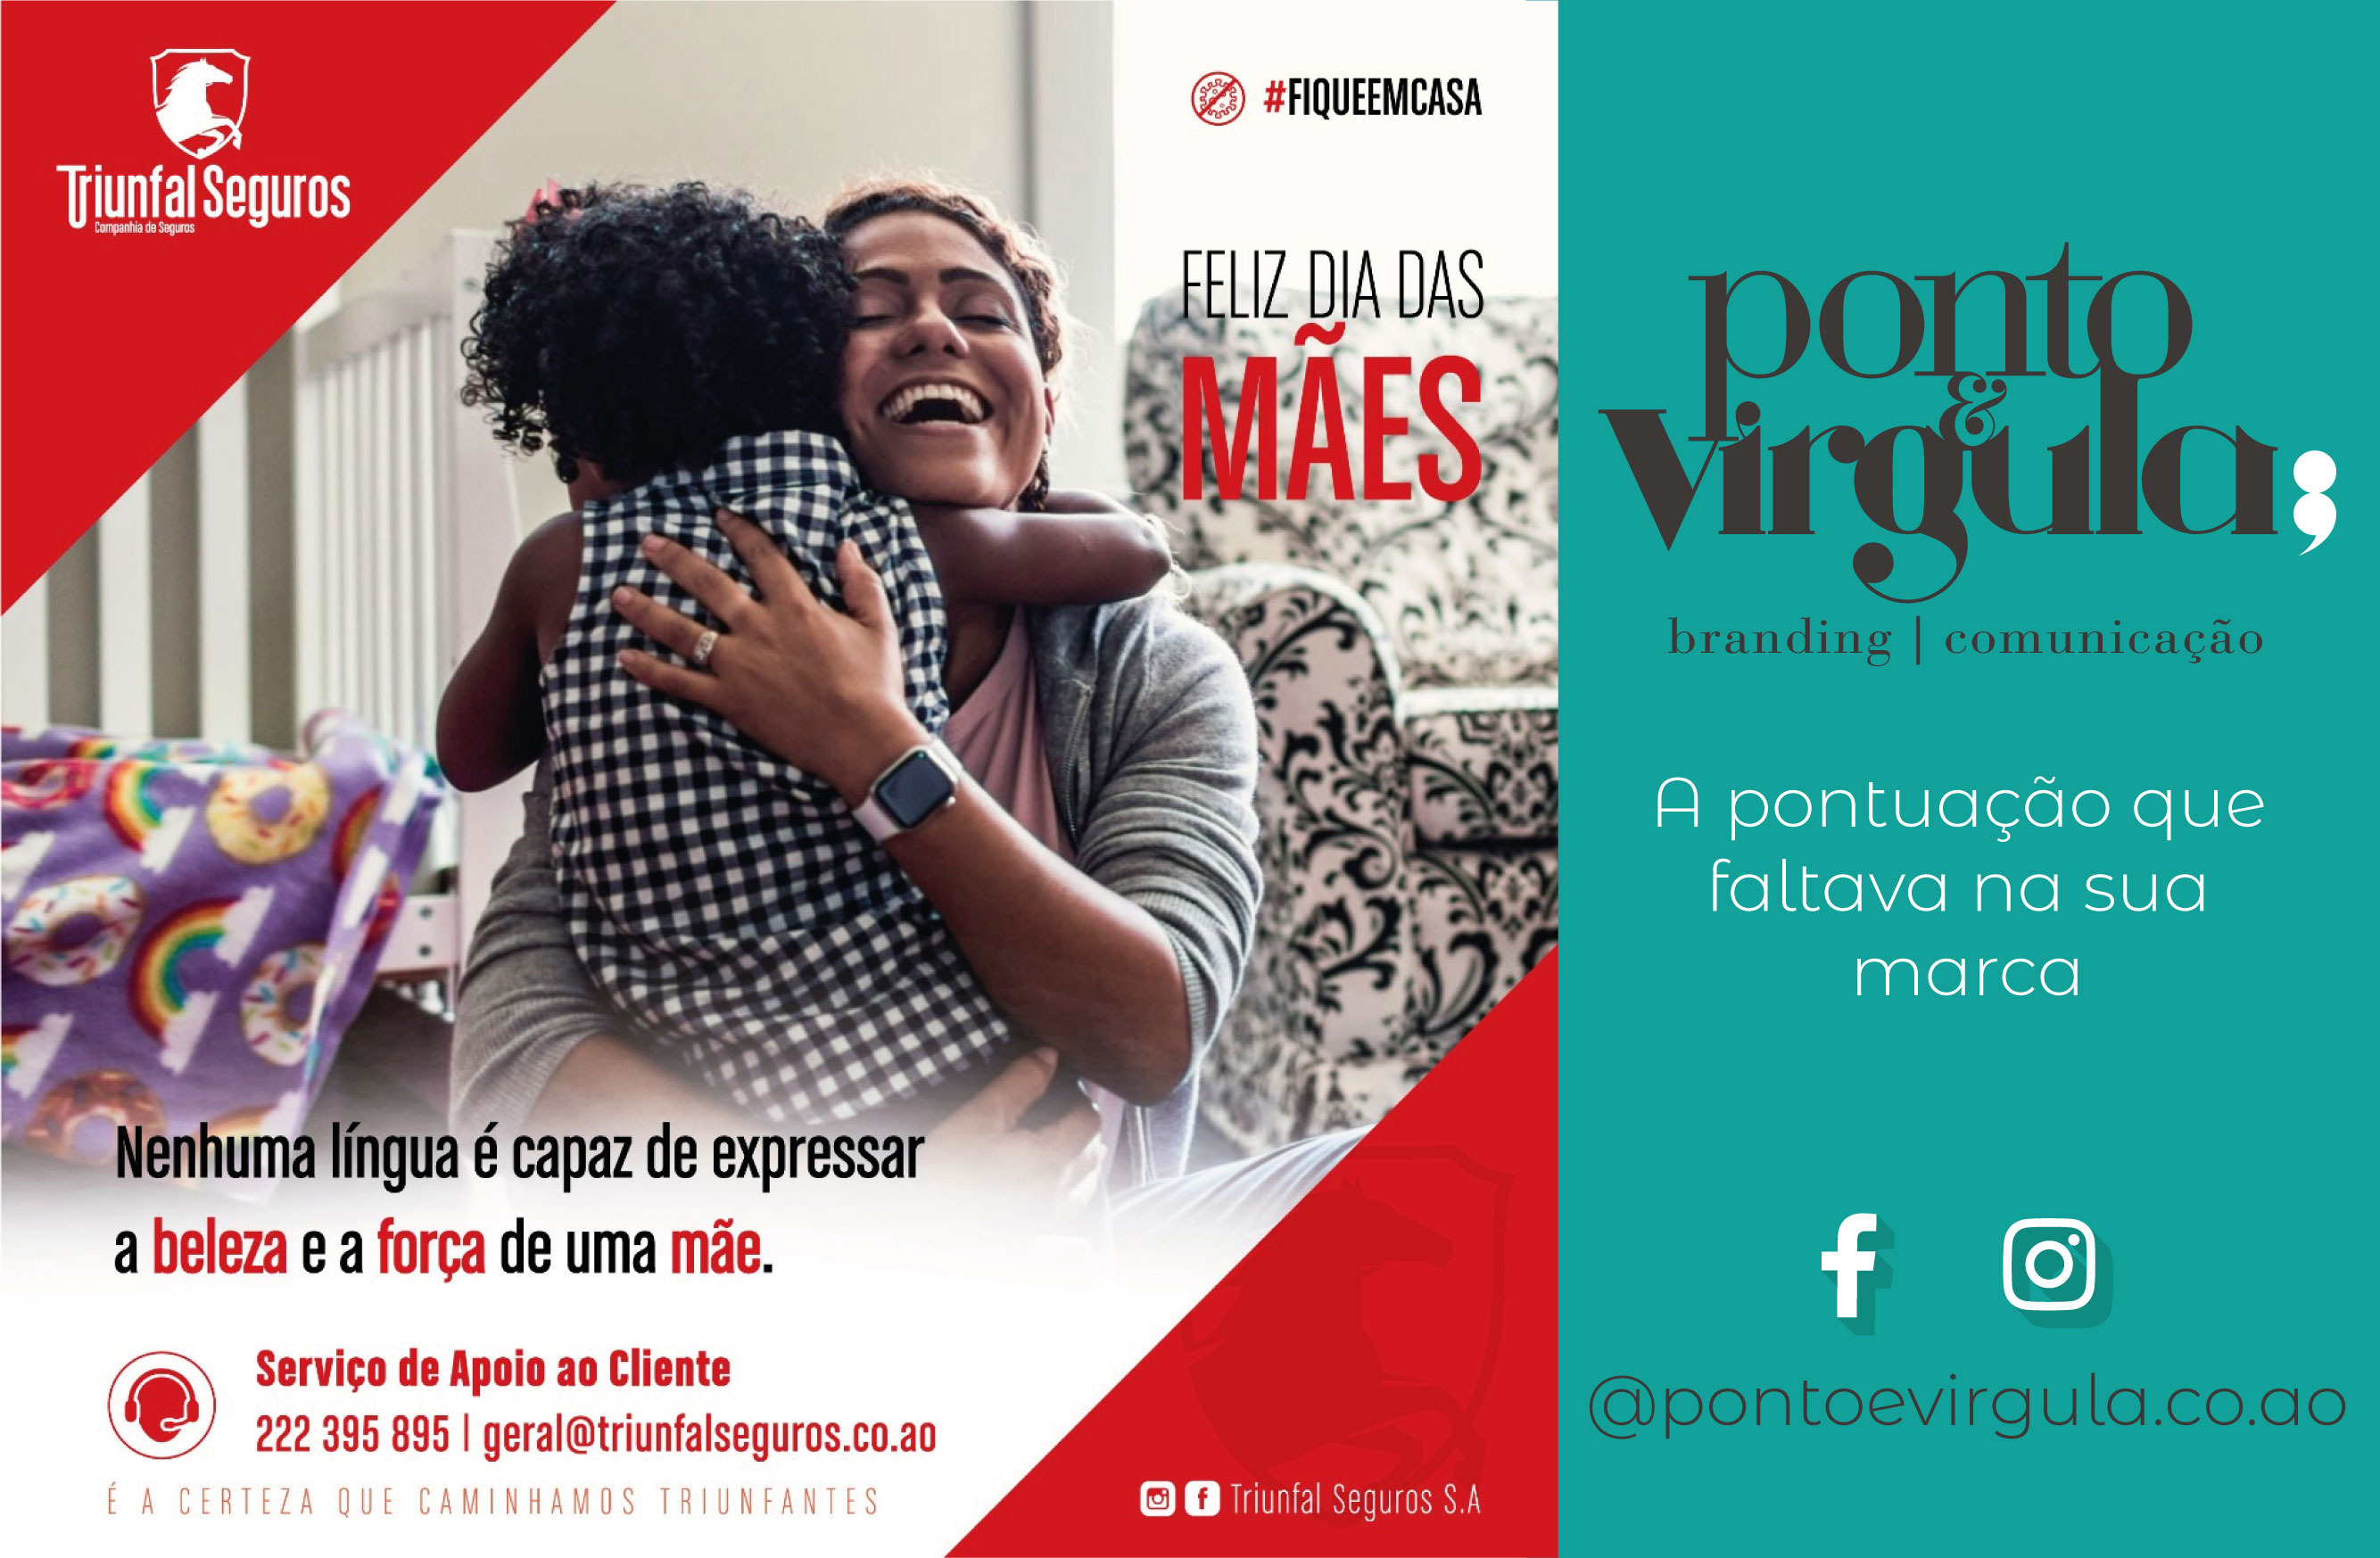 Triunfal Seguros
Companhia de Seguros
#FIQUEEMCASA
FELIZ DIA DAS
MÃES
Nenhuma língua é capaz de expressar
a beleza e a força de uma mãe.
Serviço de Apoio ao Cliente
222 395 895 | geral@triunfalseguros.co.ao
É A CERTEZA QUE CAMINHAMOS TRIUNFANTES
Triunfal Seguros S.A
ponto
&
virgula;
branding | comunicação
A pontuação que
faltava na sua
marca
@pontoevirgula.co.ao